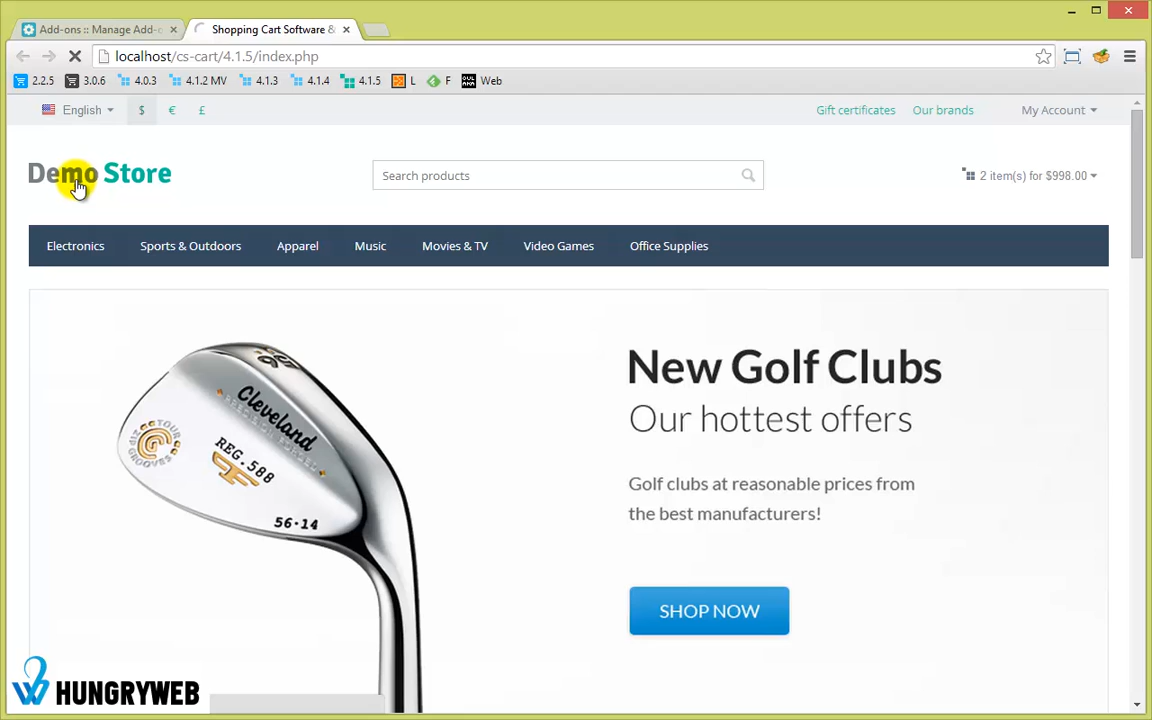 Add-ons :: Manage Add-o
Shopping Cart Software &
localhost/cs-cart/4.1.5/index.php
2.2.5 3.0.6 4.0.3 4.1.2 MV 4.1.3 4.1.4 4.1.5 L F Web
English $ € £
Gift certificates Our brands My Account
Demo Store
Search products
2 item(s) for $998.00
Electronics Sports & Outdoors Apparel Music Movies & TV Video Games Office Supplies
New Golf Clubs
Our hottest offers
Golf clubs at reasonable prices from
the best manufacturers!
SHOP NOW
56
Cleveland
TOUR
ZIP GROOVES
REG.588
56·14
HUNGRYWEB